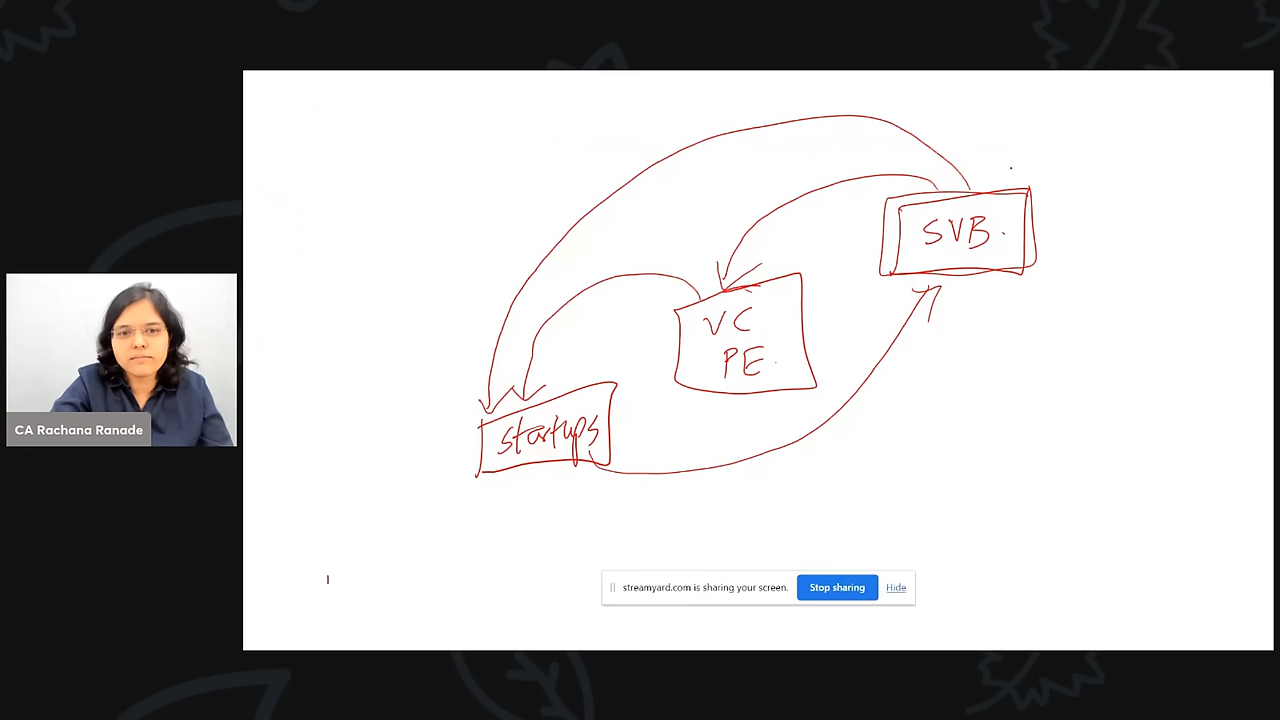 SVB.
VC
PE.
startups
CA Rachana Ranade
streamyard.com is sharing your screen. Stop sharing Hide